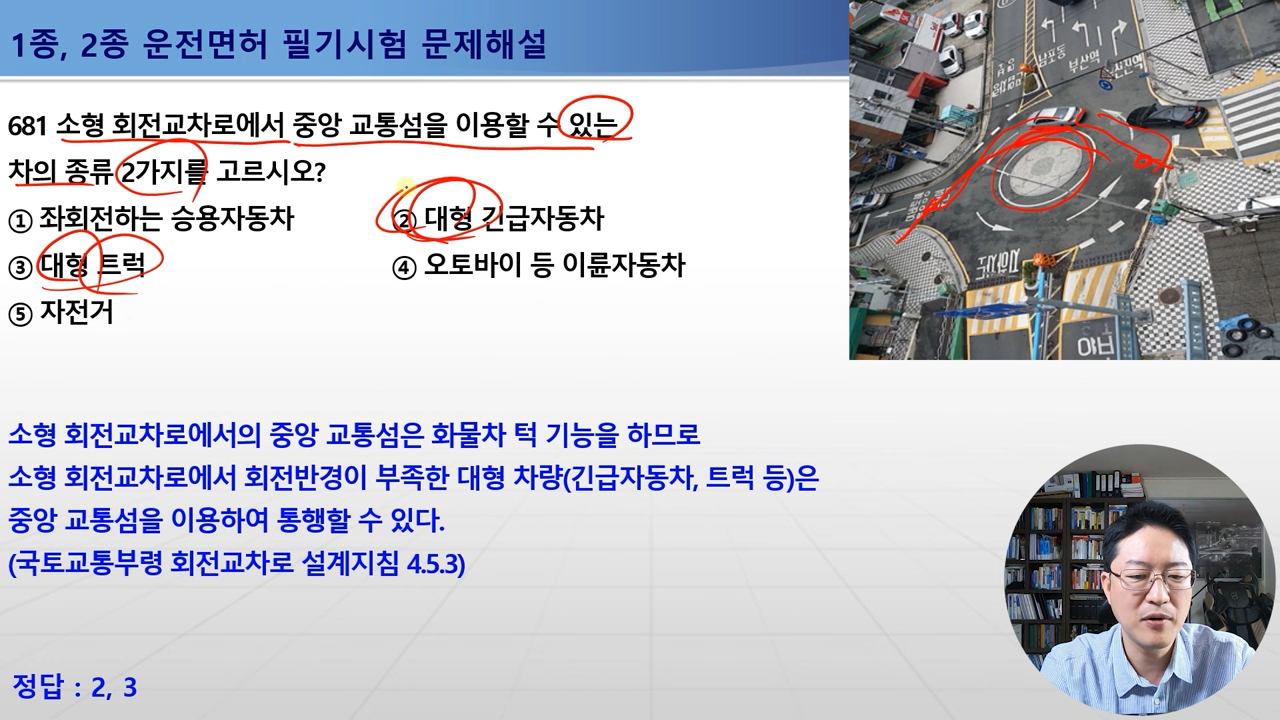 1종, 2종 운전면허 필기시험 문제해설
681 소형 회전교차로에서 중앙 교통섬을 이용할 수 있는
차의 종류 2가지를 고르시오?
① 좌회전하는 승용자동차
② 대형 긴급자동차
③ 대형 트럭
④ 오토바이 등 이륜자동차
⑤ 자전거
소형 회전교차로에서의 중앙 교통섬은 화물차 턱 기능을 하므로
소형 회전교차로에서 회전반경이 부족한 대형 차량(긴급자동차, 트럭 등)은
중앙 교통섬을 이용하여 통행할 수 있다.
(국토교통부령 회전교차로 설계지침 4.5.3)
정답 : 2, 3
남포동
부산역